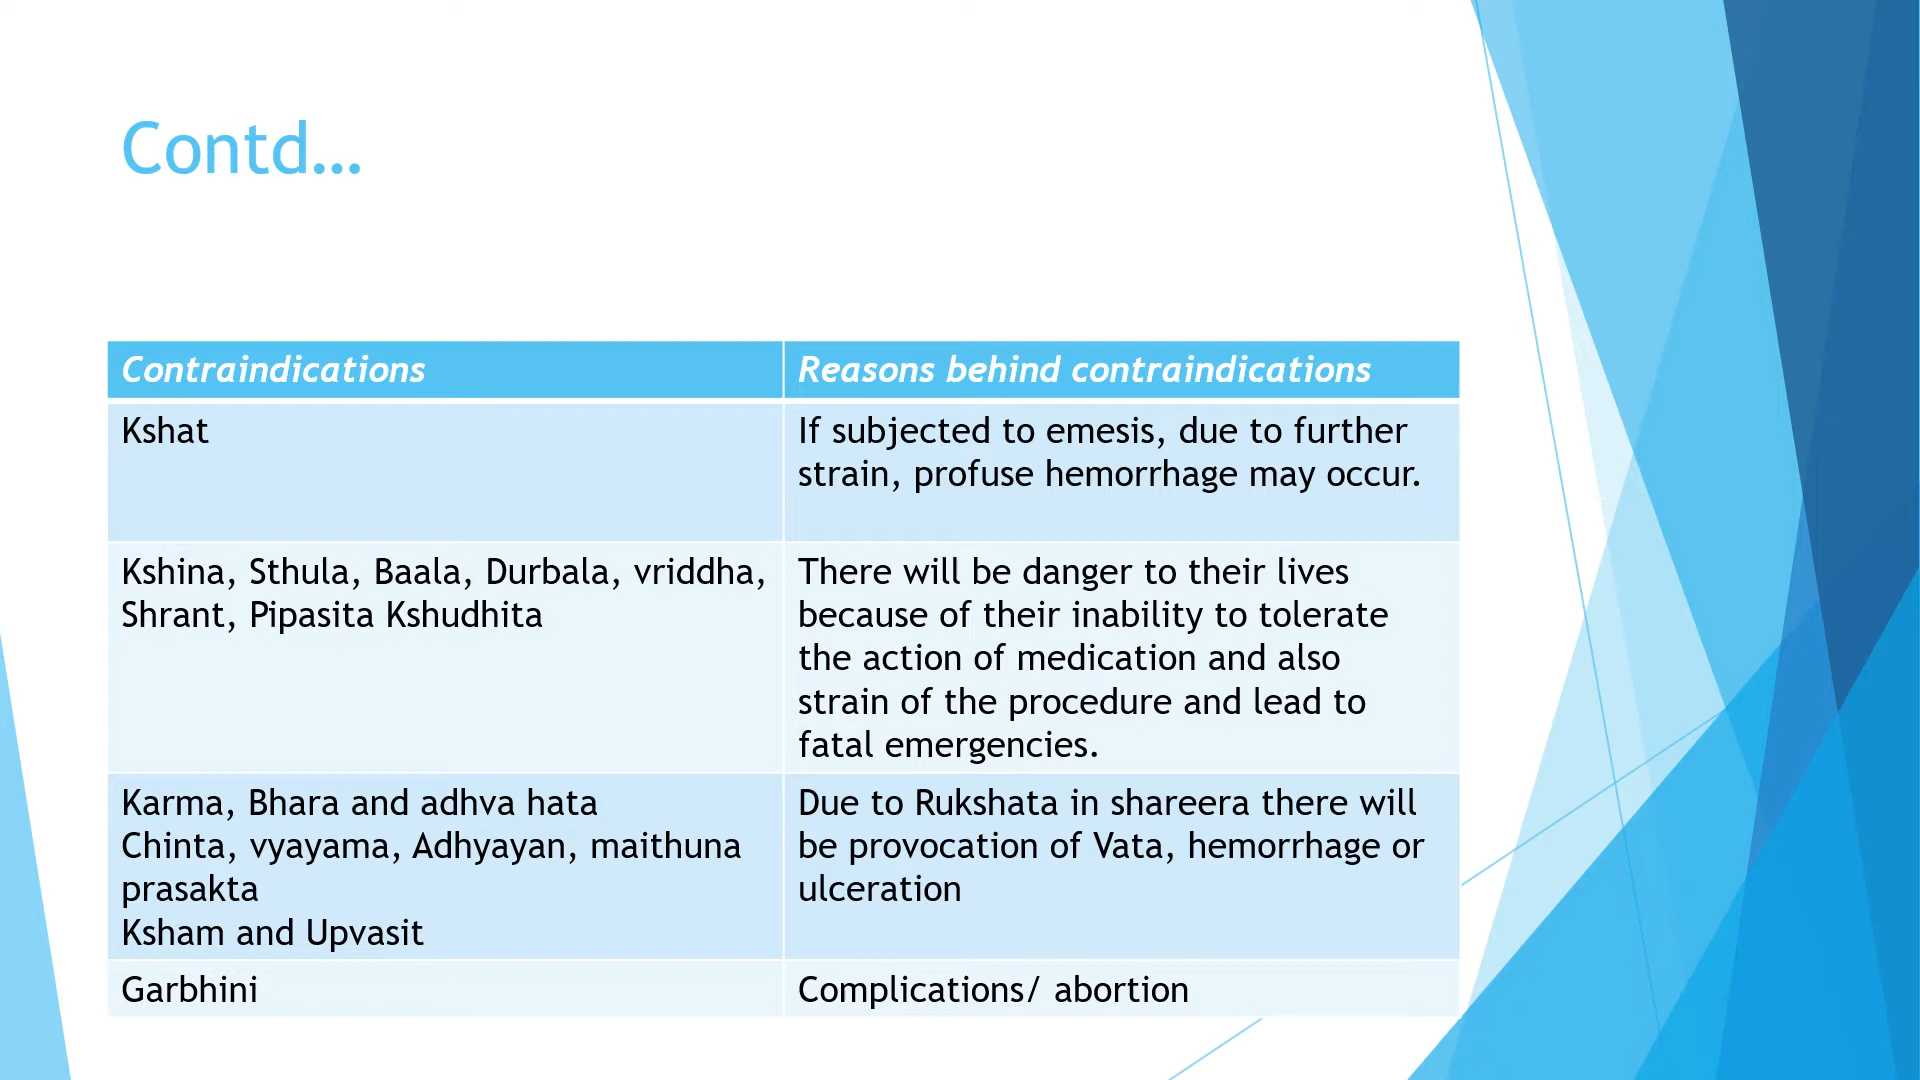 Contd…
Contraindications
Reasons behind contraindications
Kshat
If subjected to emesis, due to further
strain, profuse hemorrhage may occur.
Kshina, Sthula, Baala, Durbala, vriddha,
Shrant, Pipasita Kshudhita
There will be danger to their lives
because of their inability to tolerate
the action of medication and also
strain of the procedure and lead to
fatal emergencies.
Karma, Bhara and adhva hata
Chinta, vyayama, Adhyayan, maithuna
prasakta
Ksham and Upvasit
Due to Rukshata in shareera there will
be provocation of Vata, hemorrhage or
ulceration
Garbhini
Complications/ abortion